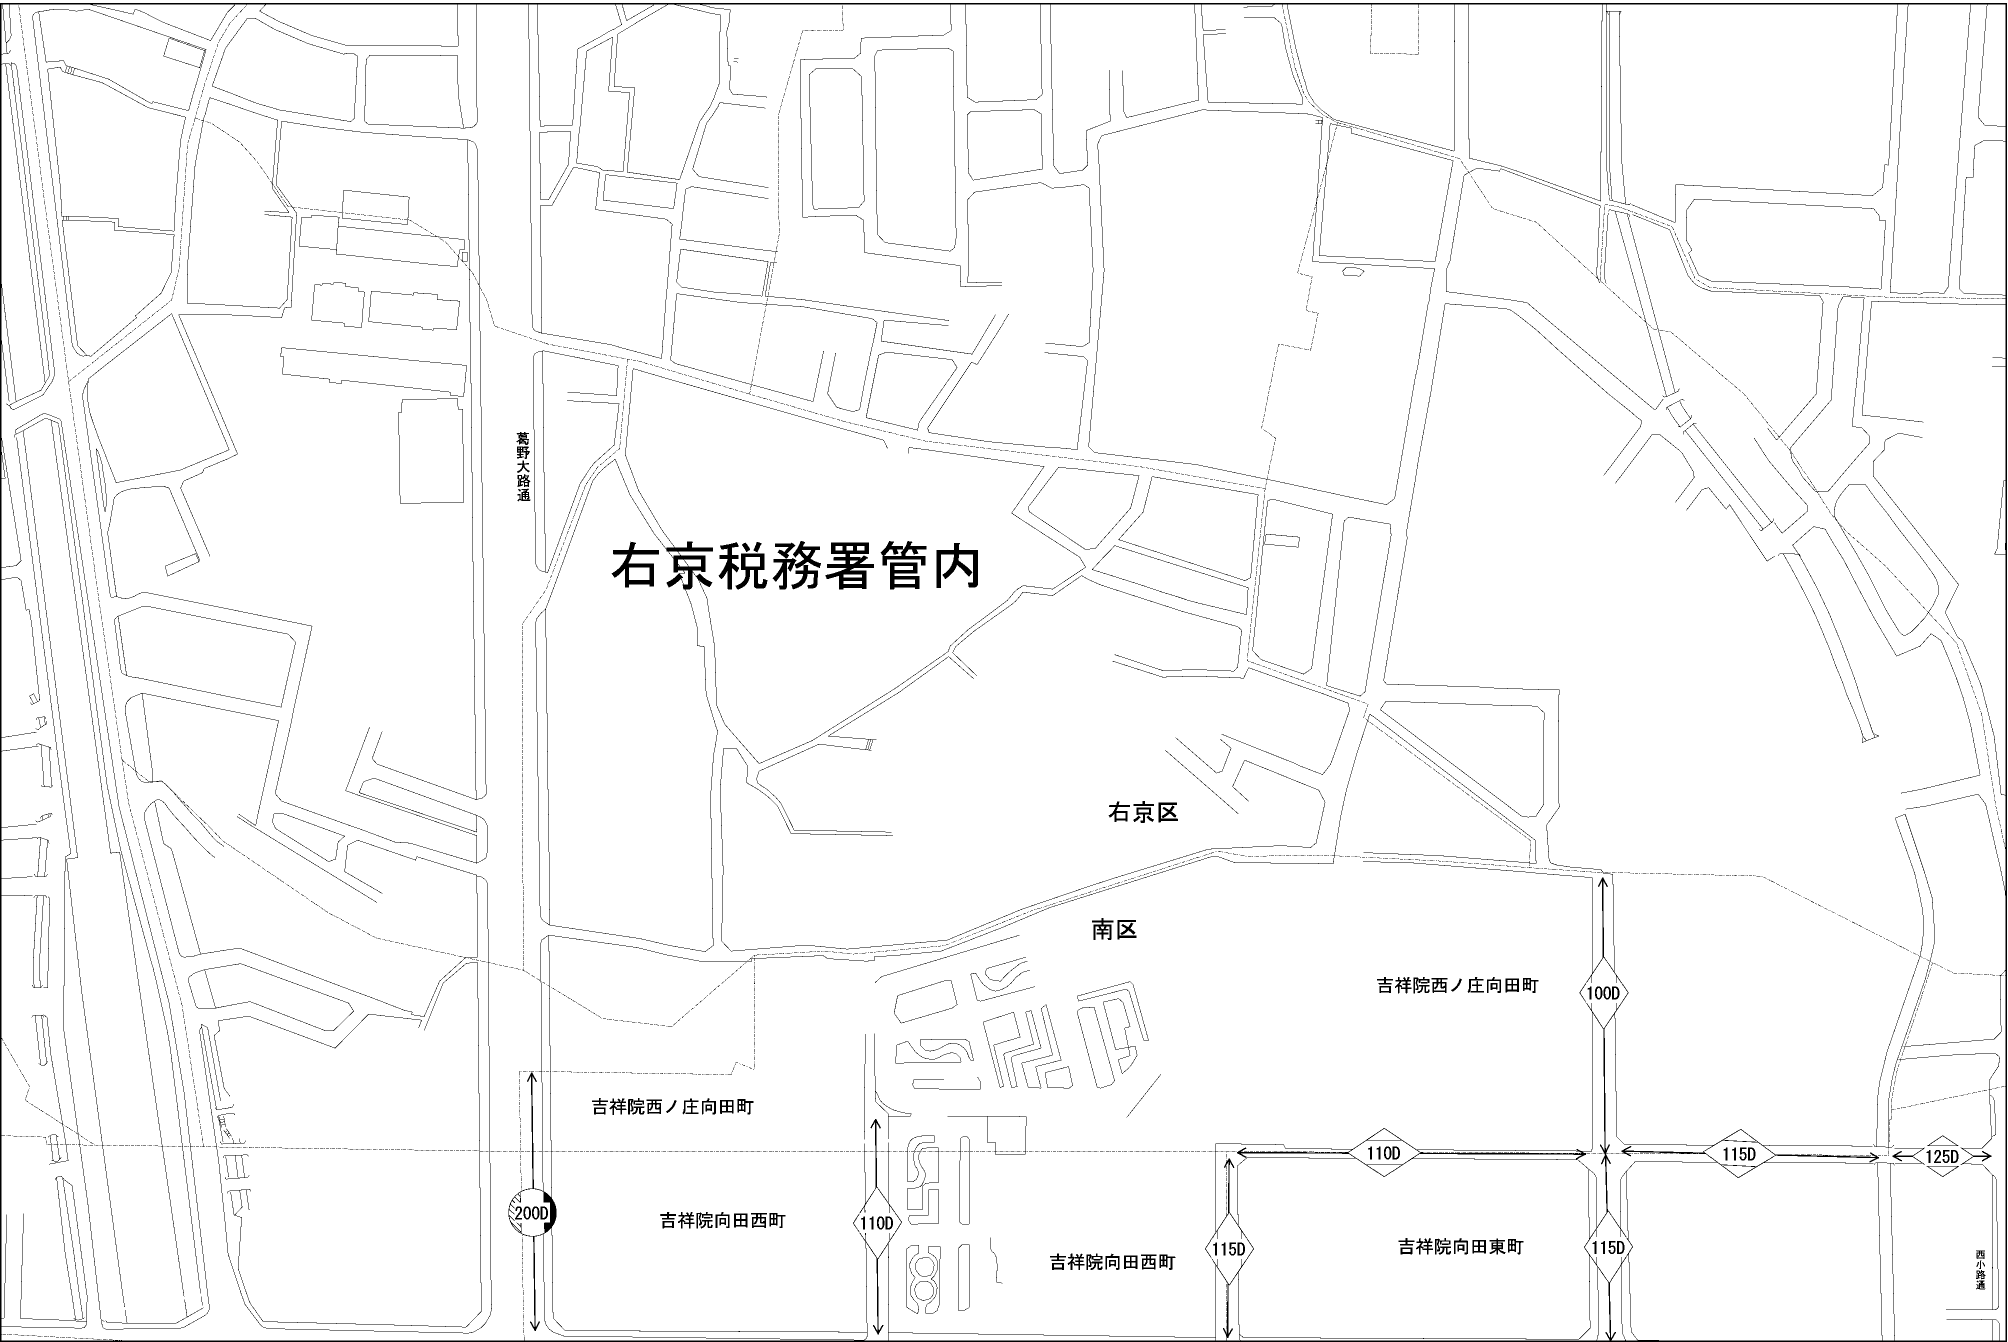 葛野大路通
右京税務署管内
右京区
南区
吉祥院西ノ庄向田町
100D
吉祥院西ノ庄向田町
110D
115D
125D
200D
吉祥院向田西町
110D
115D
吉祥院向田東町
115D
吉祥院向田西町
西小路通